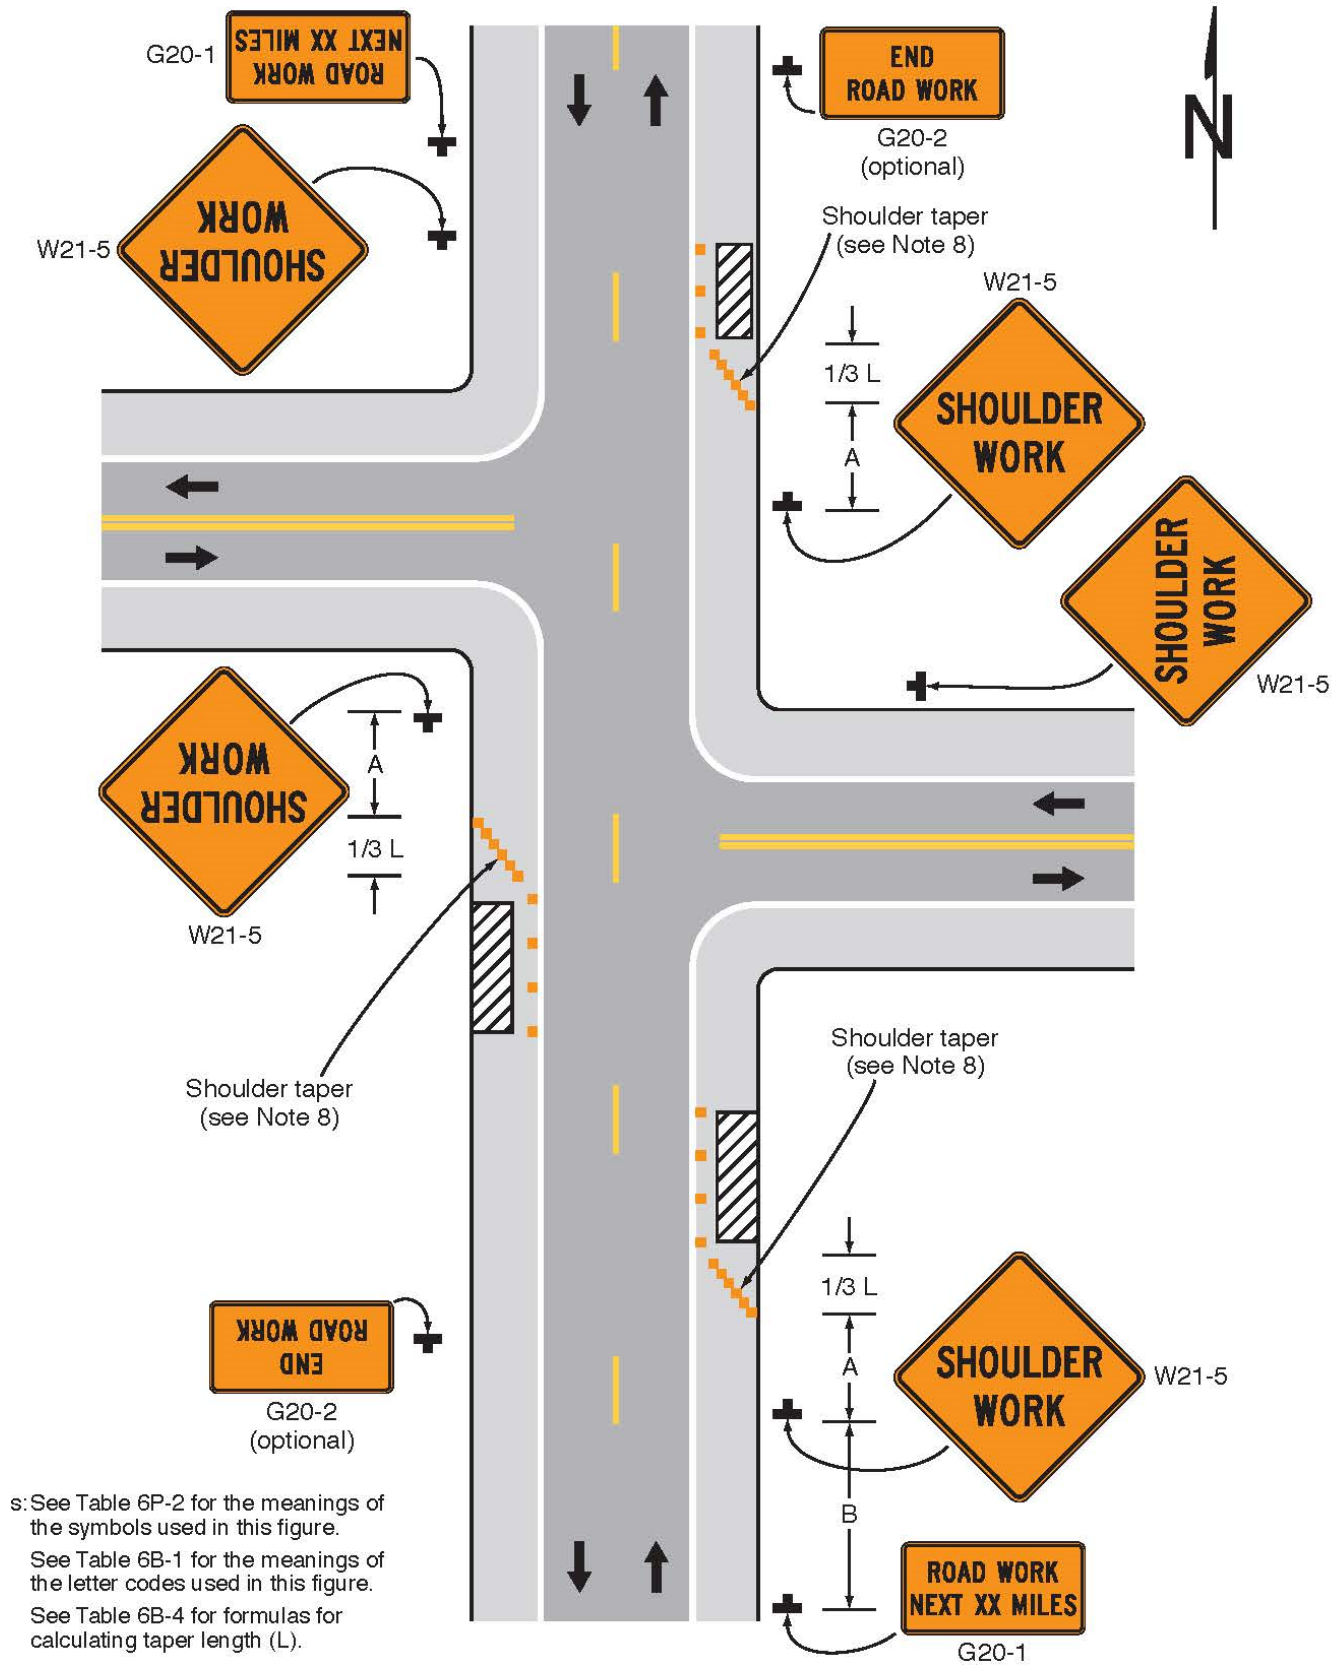 G20-1
ROAD WORK
NEXT XX MILES
END
ROAD WORK
G20-2
(optional)
N
W21-5
SHOULDER
WORK
Shoulder taper
(see Note 8)
W21-5
1/3 L
SHOULDER
WORK
A
SHOULDER
WORK
W21-5
SHOULDER
WORK
W21-5
A
1/3 L
Shoulder taper
(see Note 8)
Shoulder taper
(see Note 8)
1/3 L
SHOULDER
WORK
W21-5
A
END
ROAD WORK
G20-2
(optional)
B
ROAD WORK
NEXT XX MILES
G20-1
s: See Table 6P-2 for the meanings of
the symbols used in this figure.
See Table 6B-1 for the meanings of
the letter codes used in this figure.
See Table 6B-4 for formulas for
calculating taper length (L).